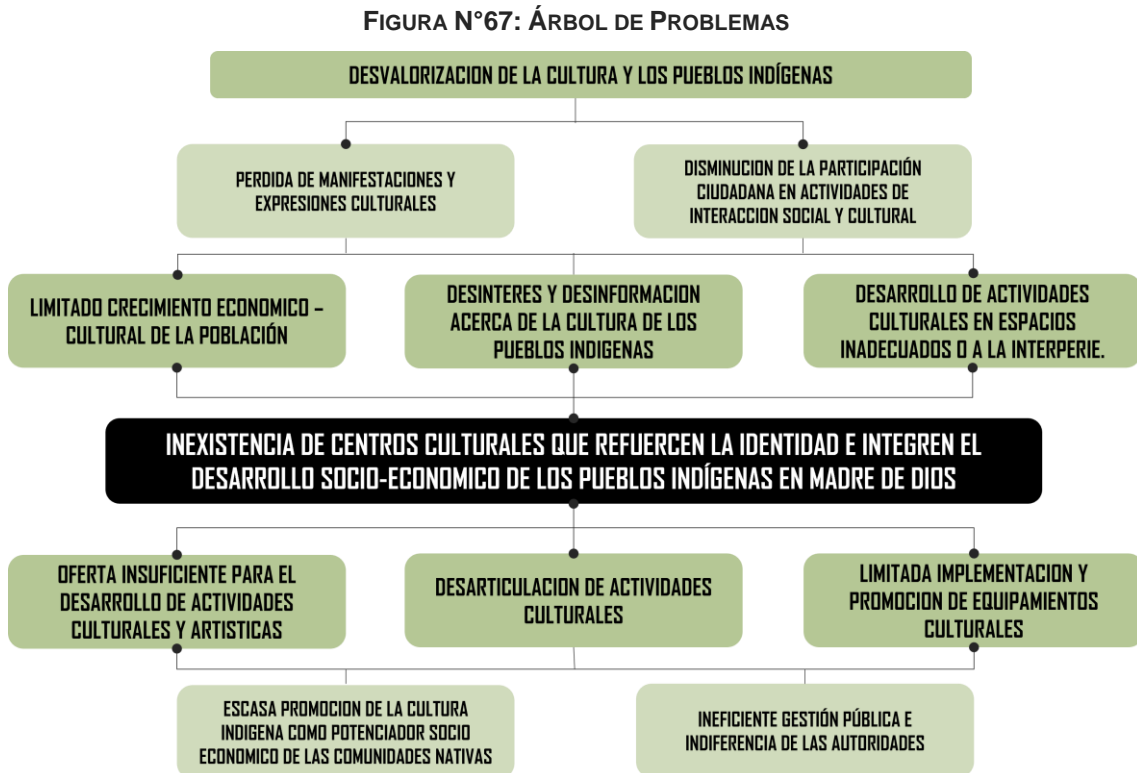 FIGURA N°67: ÁRBOL DE PROBLEMAS
DESVALORIZACION DE LA CULTURA Y LOS PUEBLOS INDÍGENAS
PERDIDA DE MANIFESTACIONES Y
EXPRESIONES CULTURALES
DISMINUCION DE LA PARTICIPACIÓN
CIUDADANA EN ACTIVIDADES DE
INTERACCION SOCIAL Y CULTURAL
LIMITADO CRECIMIENTO ECONOMICO –
CULTURAL DE LA POBLACIÓN
DESINTERES Y DESINFORMACION
ACERCA DE LA CULTURA DE LOS
PUEBLOS INDIGENAS
DESARROLLO DE ACTIVIDADES
CULTURALES EN ESPACIOS
INADECUADOS O A LA INTERPERIE.
INEXISTENCIA DE CENTROS CULTURALES QUE REFUERCEN LA IDENTIDAD E INTEGREN EL
DESARROLLO SOCIO-ECONOMICO DE LOS PUEBLOS INDÍGENAS EN MADRE DE DIOS
OFERTA INSUFICIENTE PARA EL
DESARROLLO DE ACTIVIDADES
CULTURALES Y ARTISTICAS
DESARTICULACION DE ACTIVIDADES
CULTURALES
LIMITADA IMPLEMENTACION Y
PROMOCION DE EQUIPAMIENTOS
CULTURALES
ESCASA PROMOCION DE LA CULTURA
INDIGENA COMO POTENCIADOR SOCIO
ECONOMICO DE LAS COMUNIDADES NATIVAS
INEFICIENTE GESTIÓN PÚBLICA E
INDIFERENCIA DE LAS AUTORIDADES